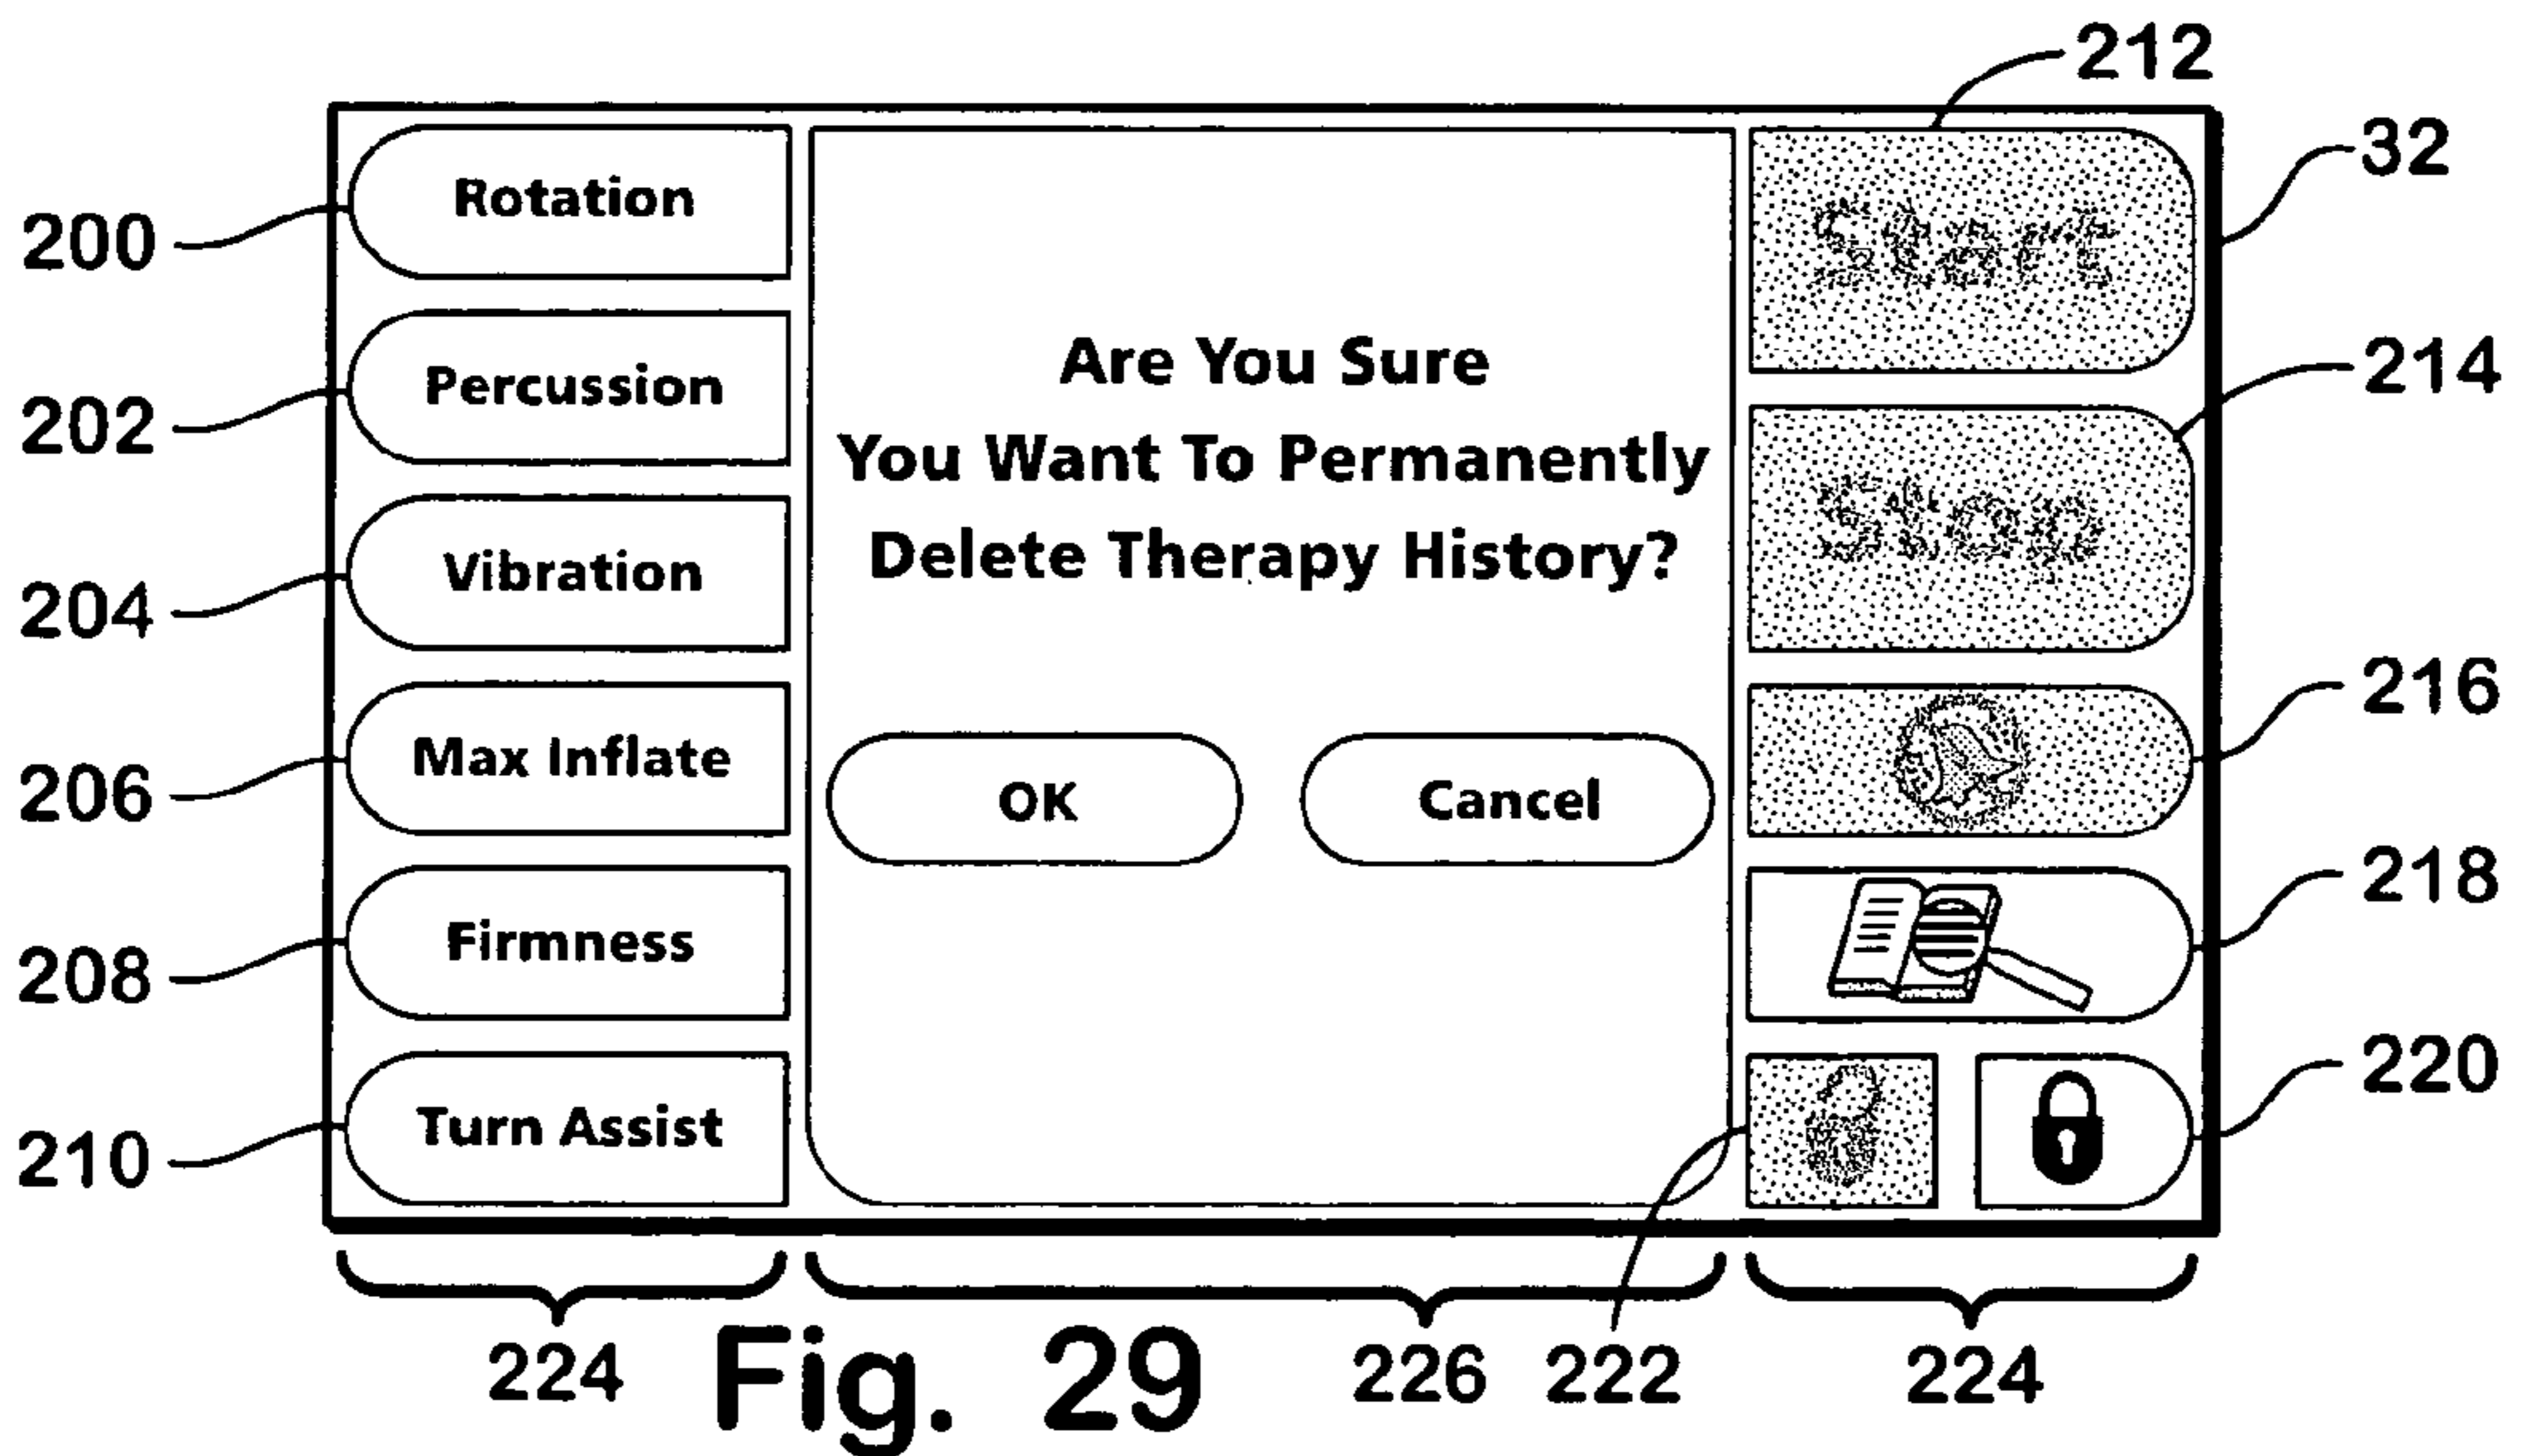 212
32
200
Rotation
Start
202
Percussion
Are You Sure
You Want To Permanently
Delete Therapy History?
214
204
Vibration
Stop
206
Max Inflate
OK
Cancel
216
208
Firmness
218
210
Turn Assist
220
224
226
222
224
Fig. 29